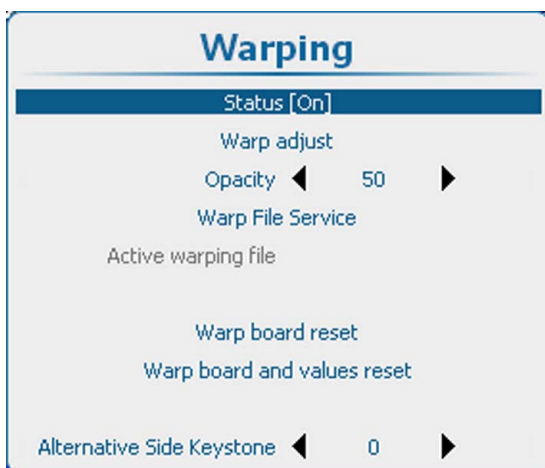 Warping
Status [On]
Warp adjust
Opacity 50
Warp File Service
Active warping file
Warp board reset
Warp board and values reset
Alternative Side Keystone 0